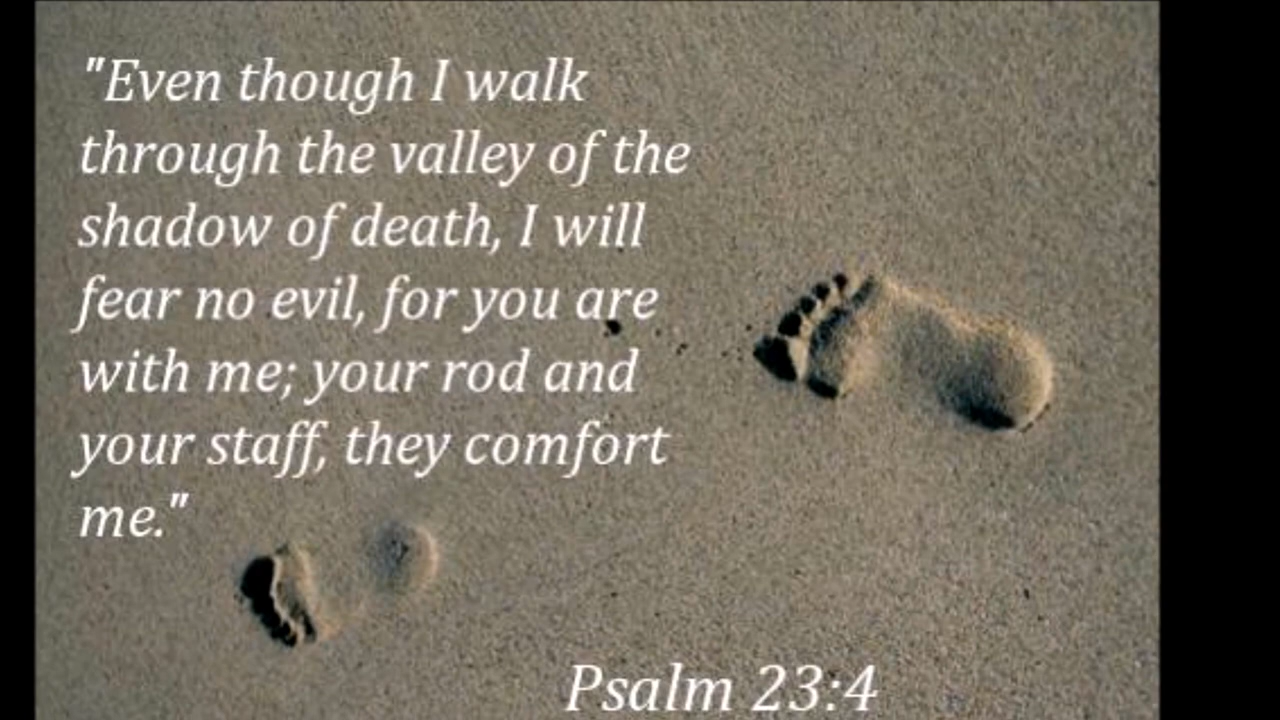 "Even though I walk
through the valley of the
shadow of death, I will
fear no evil, for you are
with me; your rod and
your staff, they comfort
me."
Psalm 23:4